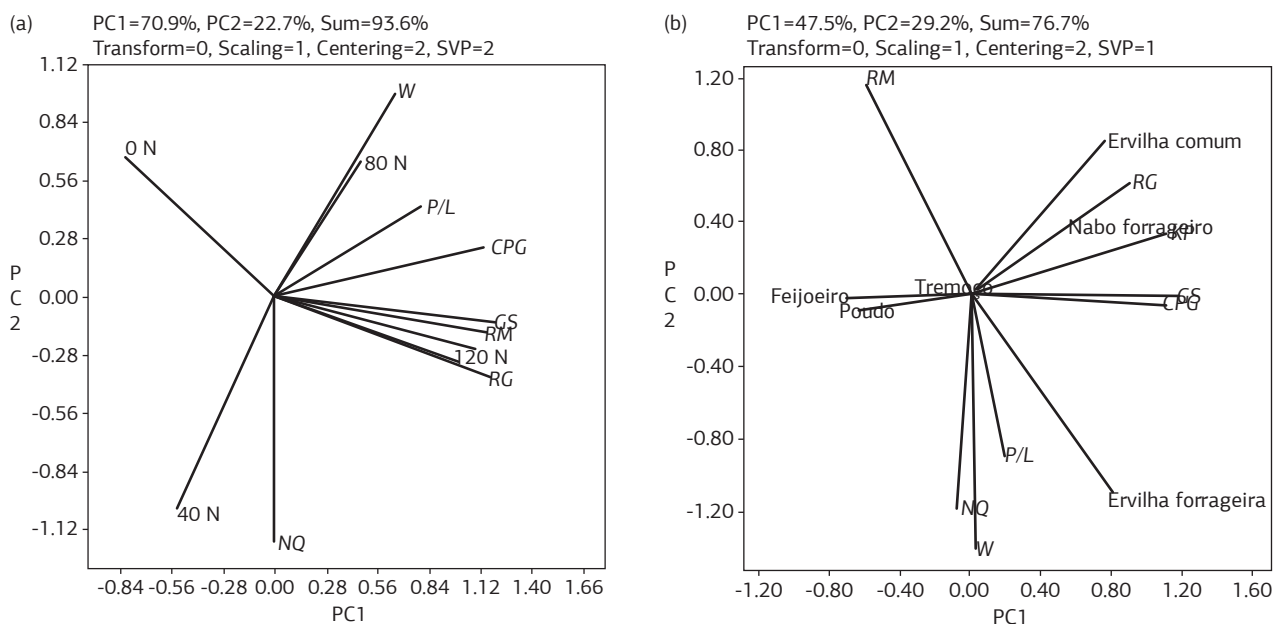 (a) PC1=70.9%, PC2=22.7%, Sum=93.6%
Transform=0, Scaling=1, Centering=2, SVP=2
1.12
0.84
0.56
0.28
0.00
-0.28
-0.56
-0.84
-1.12
P
C
2
W
0 N
80 N
P/L
CPG
GS
RM
120 N
RG
40 N
NQ
-0.84 -0.56 -0.28 0.00 0.28 0.56 0.84 1.12 1.40 1.66
PC1
(b) PC1=47.5%, PC2=29.2%, Sum=76.7%
Transform=0, Scaling=1, Centering=2, SVP=1
1.20
0.80
0.40
0.00
-0.40
-0.80
-1.20
P
C
2
RM
Ervilha comum
RG
Nabo forrageiro
Tremoço
Feijoeiro
GS
Poudo
CPG
P/L
NQ
Ervilha forrageira
W
-1.20 -0.80 -0.40 0.00 0.40 0.80 1.20 1.60
PC1